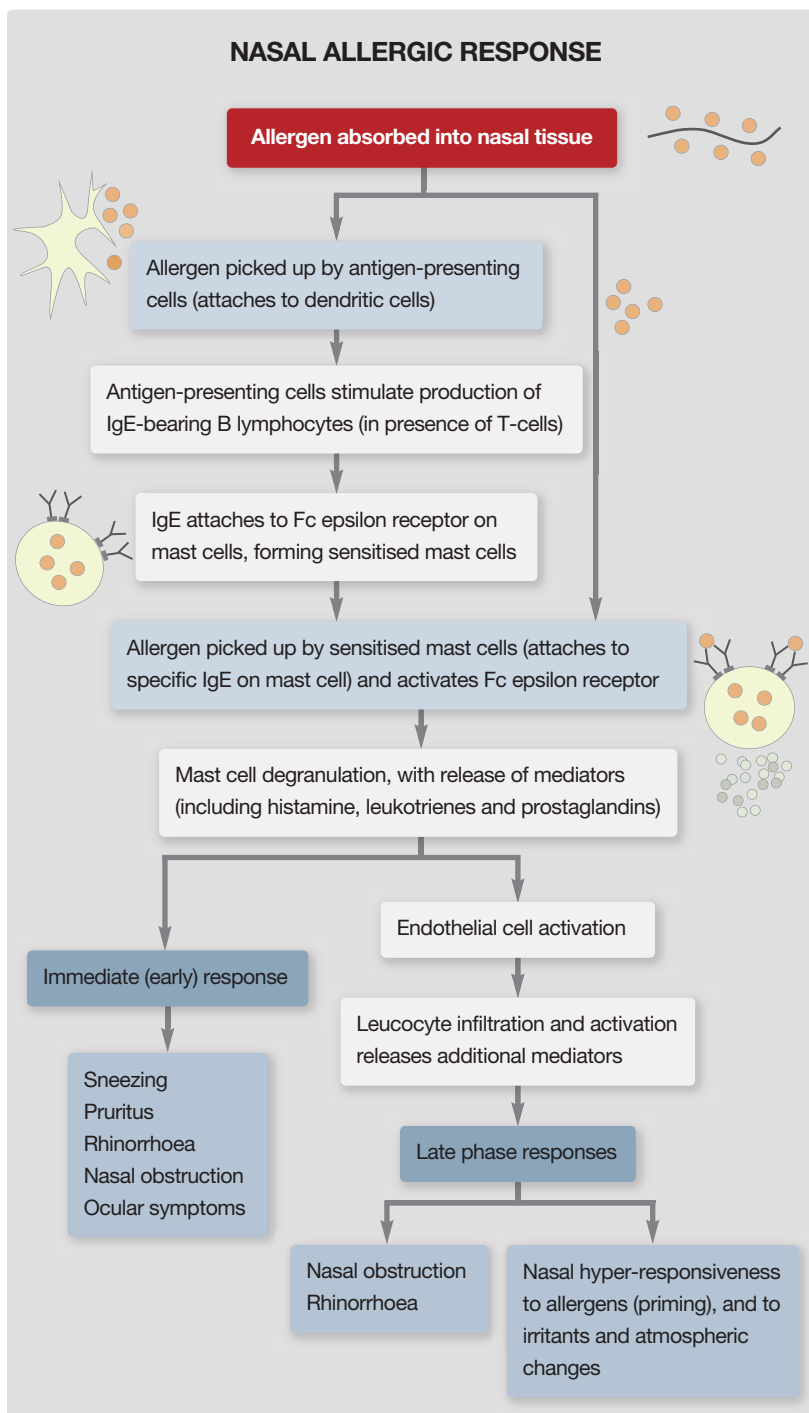 NASAL ALLERGIC RESPONSE
Allergen absorbed into nasal tissue
Allergen picked up by antigen-presenting
cells (attaches to dendritic cells)
Antigen-presenting cells stimulate production of
IgE-bearing B lymphocytes (in presence of T-cells)
IgE attaches to Fc epsilon receptor on
mast cells, forming sensitised mast cells
Allergen picked up by sensitised mast cells (attaches to
specific IgE on mast cell) and activates Fc epsilon receptor
Mast cell degranulation, with release of mediators
(including histamine, leukotrienes and prostaglandins)
Immediate (early) response
Sneezing
Pruritus
Rhinorrhoea
Nasal obstruction
Ocular symptoms
Endothelial cell activation
Leucocyte infiltration and activation
releases additional mediators
Late phase responses
Nasal obstruction
Rhinorrhoea
Nasal hyper-responsiveness
to allergens (priming), and to
irritants and atmospheric
changes